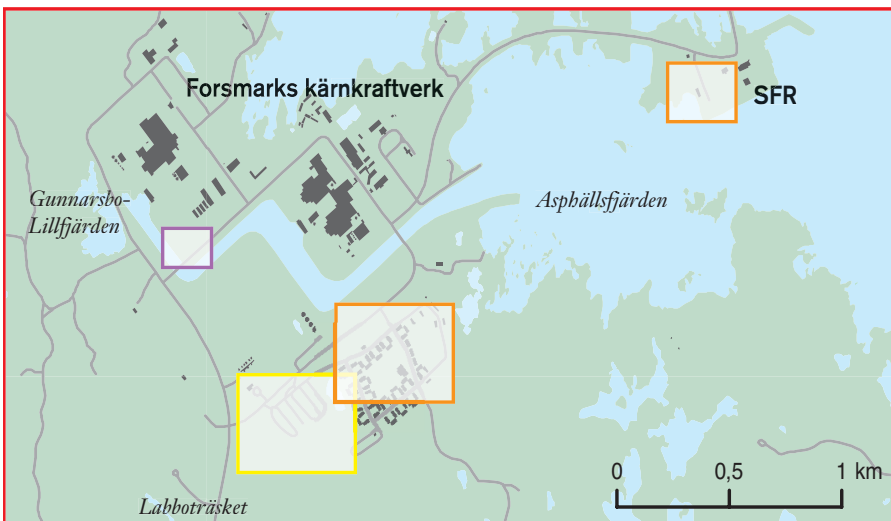 Forsmarks kärnkraftverk
SFR
Gunnarsbo-
Lillfjärden
Asphällsfjärden
0 0,5 1 km
Labboträsket